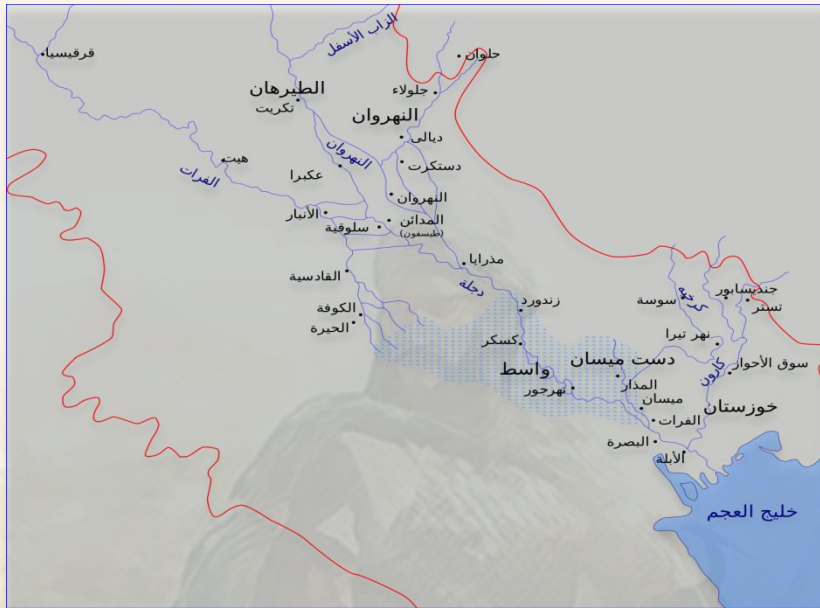 الزاب الأسفل
قرقيسيا
حلوان
الطيرهان
جلولاء
تكريت
النهروان
ديالى
النهروان
دستكرت
هيت
عكبرا
الفرات
النهروان
الأنبار
المدائن
(طيسفون)
سلوقية
مذرايا
القادسية
دجلة
زندورد
الكوفة
الحيرة
كسكر
واسط
دست ميسان
نهرجور
المذار
ميسان
الفرات
البصرة
الأبلة
جنديسابور
كرخه
سوسة
تستر
نهر تيرا
سوق الأحواز
كارون
خوزستان
خليج العجم